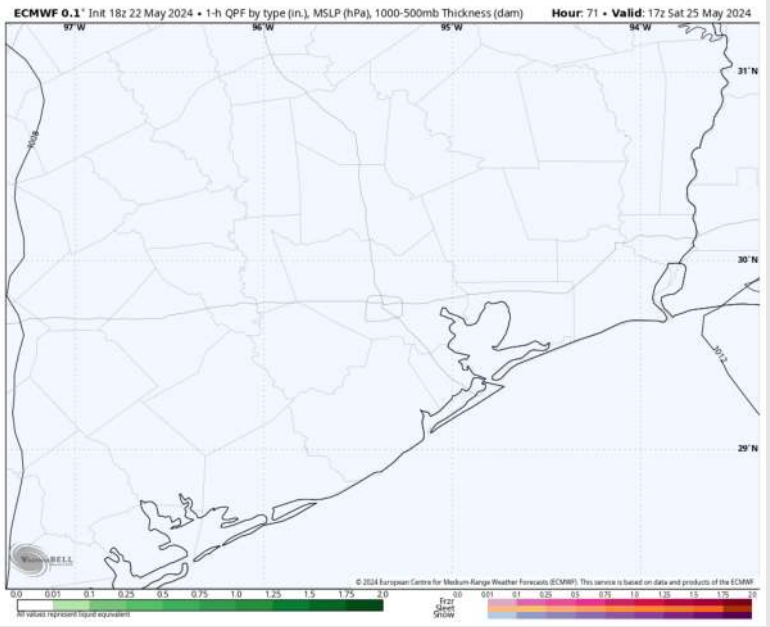 ECMWF 0.1° Init 18z 22 May 2024 • 1-h QPF by type (in.), MSLP (hPa), 1000-500mb Thickness (dam) Hour: 71 • Valid: 17z Sat 25 May 2024
97°W 96°W 95°W 94°W
31°N
1008
30°N
1012
29°N
WeatherBELL
© 2024 European Centre for Medium-Range Weather Forecasts (ECMWF). This service is based on data and products of the ECMWF
0.0 0.01 0.1 0.25 0.5 0.75 1.0 1.25 1.5 1.75 2.0 0.0 0.01 0.1 0.25 0.5 0.75 1.0 1.25 1.5 1.75 2.0
Frzr
Sleet
Snow
All values represent liquid equivalent